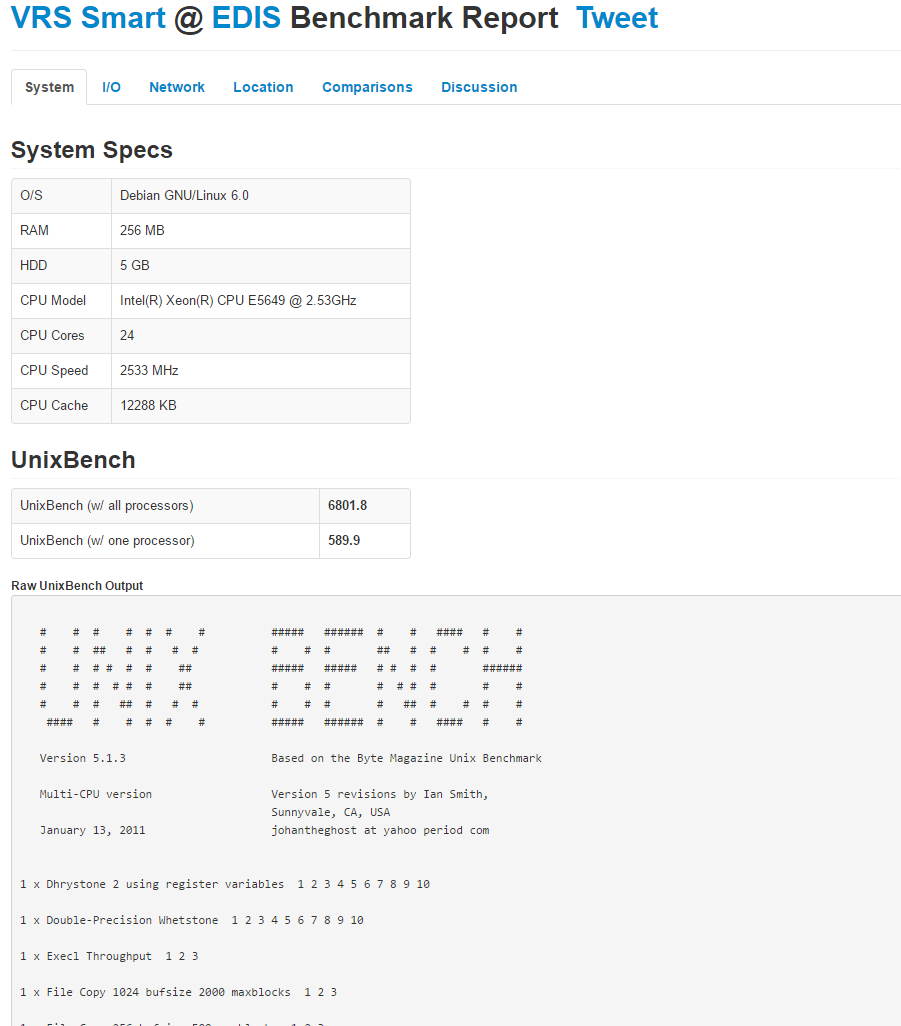 VRS Smart @ EDIS Benchmark Report Tweet
System I/O Network Location Comparisons Discussion
System Specs
O/S Debian GNU/Linux 6.0
RAM 256 MB
HDD 5 GB
CPU Model Intel(R) Xeon(R) CPU E5649 @ 2.53GHz
CPU Cores 24
CPU Speed 2533 MHz
CPU Cache 12288 KB
UnixBench
UnixBench (w/ all processors) 6801.8
UnixBench (w/ one processor) 589.9
Raw UnixBench Output
UNIX BENCH
Version 5.1.3 Based on the Byte Magazine Unix Benchmark
Multi-CPU version Version 5 revisions by Ian Smith,
Sunnyvale, CA, USA
January 13, 2011 johantheghost at yahoo period com
1 x Dhrystone 2 using register variables 1 2 3 4 5 6 7 8 9 10
1 x Double-Precision Whetstone 1 2 3 4 5 6 7 8 9 10
1 x Execl Throughput 1 2 3
1 x File Copy 1024 bufsize 2000 maxblocks 1 2 3